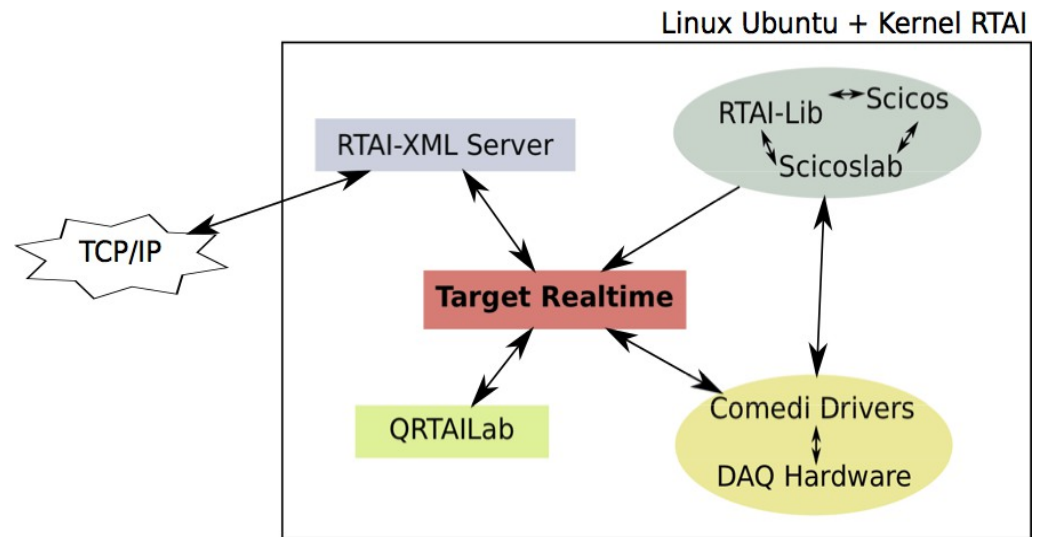 Linux Ubuntu + Kernel RTAI
RTAI-XML Server
RTAI-Lib
Scicos
Scicoslab
TCP/IP
Target Realtime
QRTAILab
Comedi Drivers
DAQ Hardware